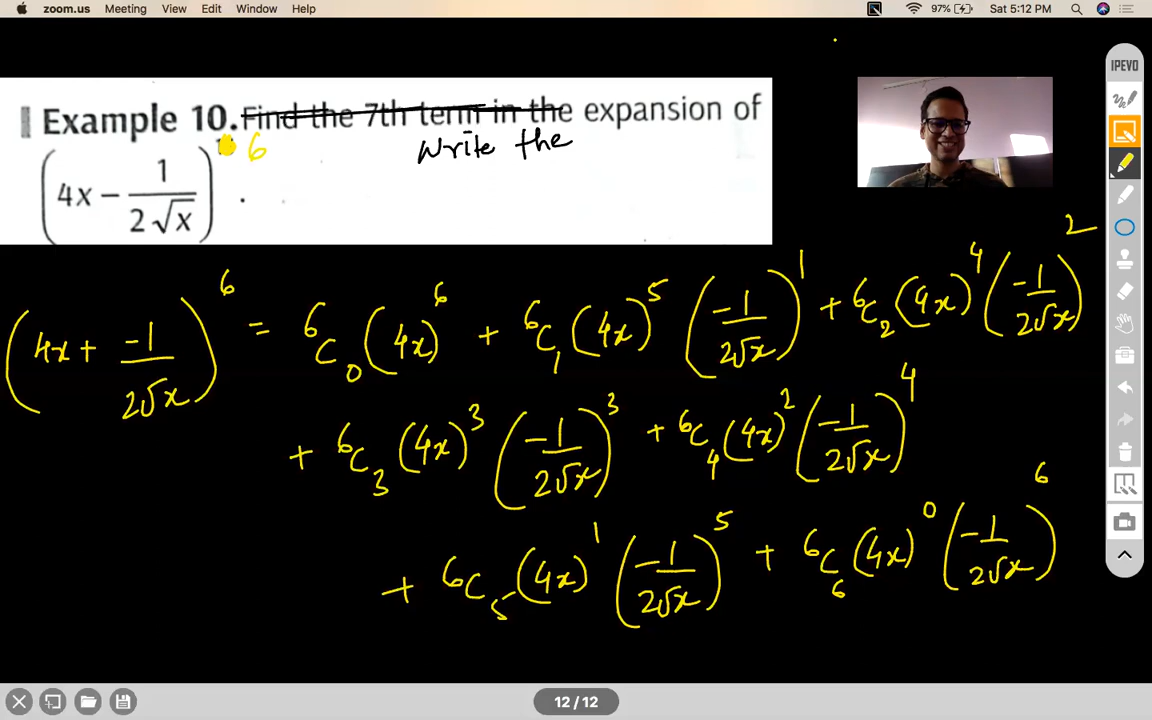 zoom.us Meeting View Edit Window Help 97% Sat 5:12 PM
IPEVO
Example 10. Find the 7th term in the expansion of
write the
(4x − 1/(2√x))^6 .
(4x + -1/(2√x))^6 = ⁶C₀ (4x)^6 + ⁶C₁ (4x)^5 (-1/(2√x))^1 + ⁶C₂ (4x)^4 (-1/(2√x))^2
+ ⁶C₃ (4x)^3 (-1/(2√x))^3 + ⁶C₄ (4x)^2 (-1/(2√x))^4
+ ⁶C₅ (4x)^1 (-1/(2√x))^5 + ⁶C₆ (4x)^0 (-1/(2√x))^6
12 / 12